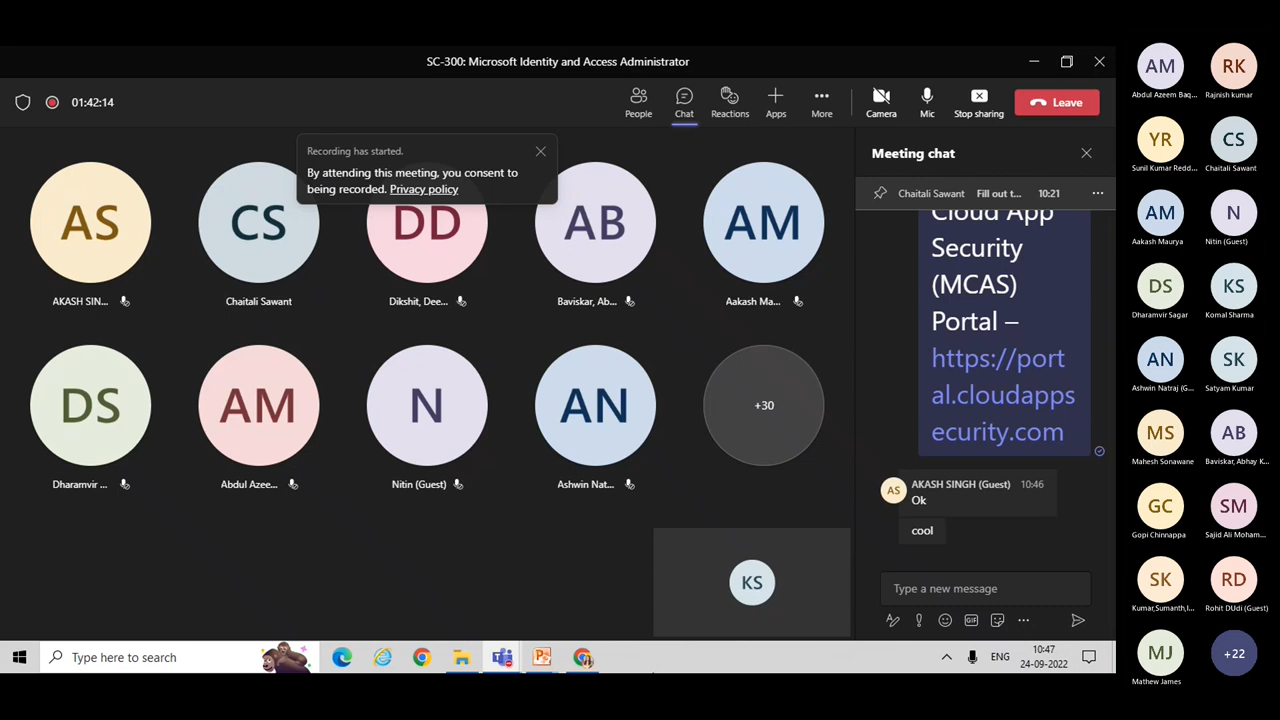 SC-300: Microsoft Identity and Access Administrator
01:42:14
People
Chat
Reactions
Apps
More
Camera
Mic
Stop sharing
Leave
Recording has started.
By attending this meeting, you consent to
being recorded. Privacy policy
AS
AKASH SIN...
CS
Chaitali Sawant
DD
Dikshit, Dee...
AB
Baviskar, Ab...
AM
Aakash Ma...
DS
Dharamvir ...
AM
Abdul Azee...
N
Nitin (Guest)
AN
Ashwin Nat...
+30
KS
Meeting chat
Chaitali Sawant Fill out t... 10:21
Cloud App
Security
(MCAS)
Portal –
https://port
al.cloudapps
ecurity.com
AS
AKASH SINGH (Guest) 10:46
Ok
cool
Type a new message
GIF
Type here to search
ENG
10:47
24-09-2022
AM
Abdul Azeem Baq...
RK
Rajnish kumar
YR
Sunil Kumar Redd...
CS
Chaitali Sawant
AM
Aakash Maurya
N
Nitin (Guest)
DS
Dharamvir Sagar
KS
Komal Sharma
AN
Ashwin Natraj (G...
SK
Satyam Kumar
MS
Mahesh Sonawane
AB
Baviskar, Abhay K...
GC
Gopi Chinnappa
SM
Sajid Ali Moham...
SK
Kumar,Sumanth,I...
RD
Rohit DUdi (Guest)
MJ
Mathew James
+22